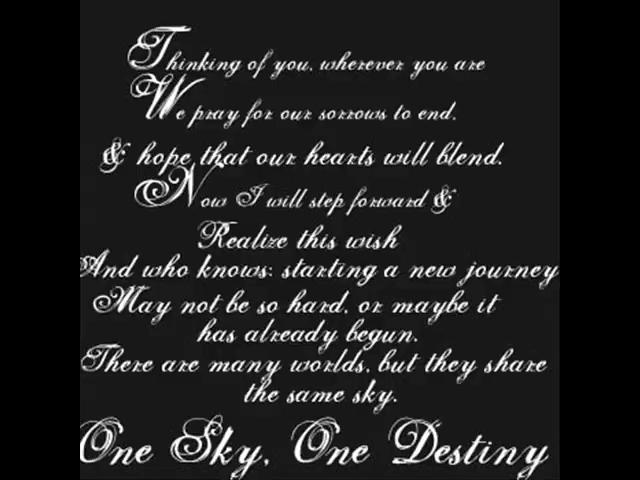 Thinking of you, wherever you are
We pray for our sorrows to end,
& hope that our hearts will blend.
Now I will step forward &
Realize this wish
And who knows: starting a new journey
May not be so hard, or maybe it
has already begun.
There are many worlds, but they share
the same sky.
One Sky, One Destiny